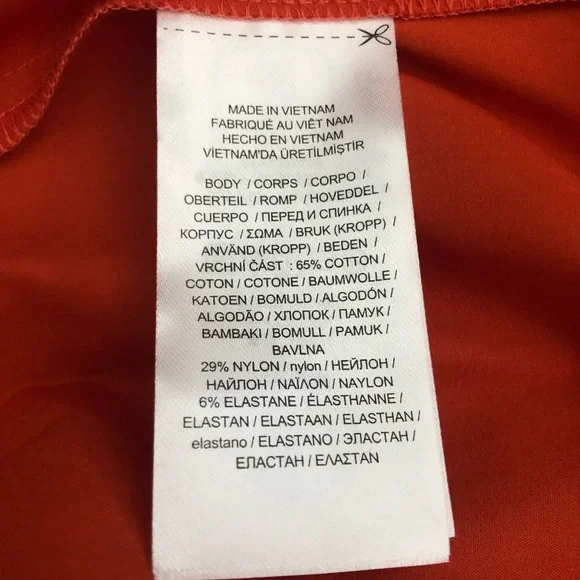 MADE IN VIETNAM
FABRIQUÉ AU VIÊT NAM
HECHO EN VIETNAM
VİETNAM'DA ÜRETİLMİŞTİR
BODY / CORPS / CORPO /
OBERTEIL / ROMP / HOVEDDEL /
CUERPO / ПЕРЕД И СПИНКА /
КОРПУС / ΣΩΜΑ / BRUK (KROPP) /
ANVÄND (KROPP) / BEDEN /
VRCHNÍ ČÁST : 65% COTTON /
COTON / COTONE / BAUMWOLLE /
KATOEN / BOMULD / ALGODÓN /
ALGODÃO / ХЛОПОК / ПАМУК /
BAMBAKI / BOMULL / PAMUK /
BAVLNA
29% NYLON / nylon / НЕЙЛОН /
НАЙЛОН / ΝΑΪΛΟΝ / NAYLON
6% ELASTANE / ÉLASTHANNE /
ELASTAN / ELASTAAN / ELASTHAN /
elastano / ELASTANO / ЭЛАСТАН /
ЕЛАСТАН / ΕΛΑΣΤΑΝ